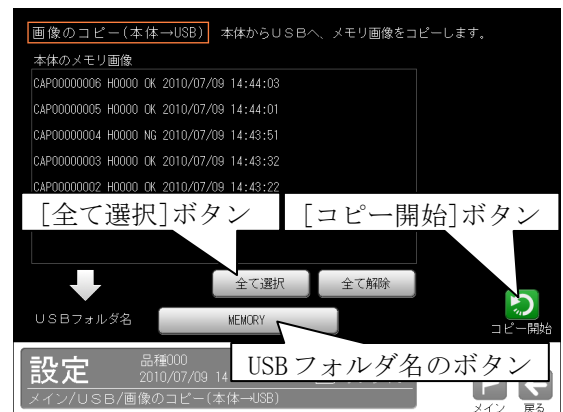 画像のコピー(本体→USB) 本体からUSBへ、メモリ画像をコピーします。
本体のメモリ画像
CAP00000006 H0000 OK 2010/07/09 14:44:03
CAP00000005 H0000 OK 2010/07/09 14:44:01
CAP00000004 H0000 NG 2010/07/09 14:43:51
CAP00000003 H0000 OK 2010/07/09 14:43:32
CAP00000002 H0000 OK 2010/07/09 14:43:22
[全て選択]ボタン [コピー開始]ボタン
全て選択 全て解除
USBフォルダ名 MEMORY コピー開始
USBフォルダ名のボタン
設定 品種000
2010/07/09 14
メイン/USB/画像のコピー(本体→USB)
メイン 戻る